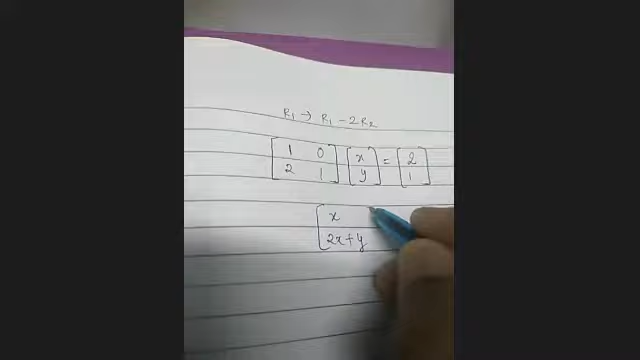 R₁ → R₁ - 2R₂
[1 0; 2 1] [x; y] = [2; 1]
[x; 2x+y